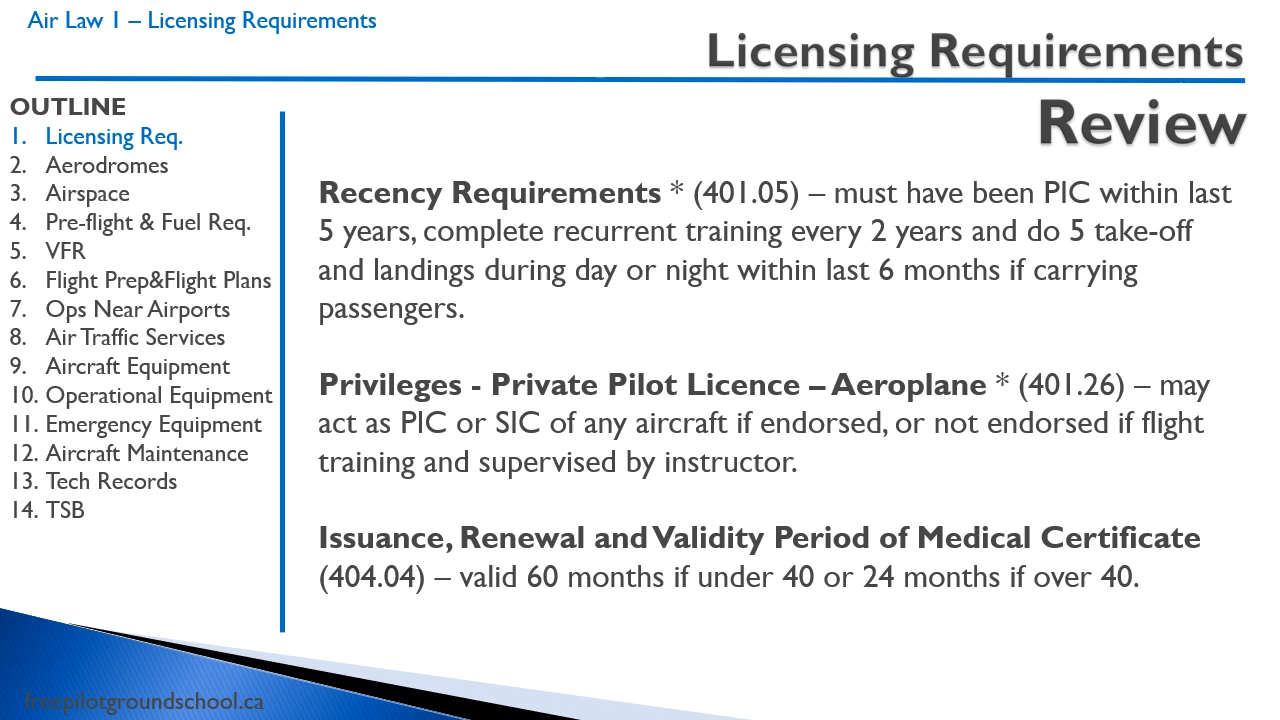 Air Law 1 – Licensing Requirements
Licensing Requirements
Review
OUTLINE
1. Licensing Req.
2. Aerodromes
3. Airspace
4. Pre-flight & Fuel Req.
5. VFR
6. Flight Prep&Flight Plans
7. Ops Near Airports
8. Air Traffic Services
9. Aircraft Equipment
10. Operational Equipment
11. Emergency Equipment
12. Aircraft Maintenance
13. Tech Records
14. TSB
Recency Requirements * (401.05) – must have been PIC within last
5 years, complete recurrent training every 2 years and do 5 take-off
and landings during day or night within last 6 months if carrying
passengers.
Privileges - Private Pilot Licence – Aeroplane * (401.26) – may
act as PIC or SIC of any aircraft if endorsed, or not endorsed if flight
training and supervised by instructor.
Issuance, Renewal and Validity Period of Medical Certificate
(404.04) – valid 60 months if under 40 or 24 months if over 40.
freepilotgroundschool.ca